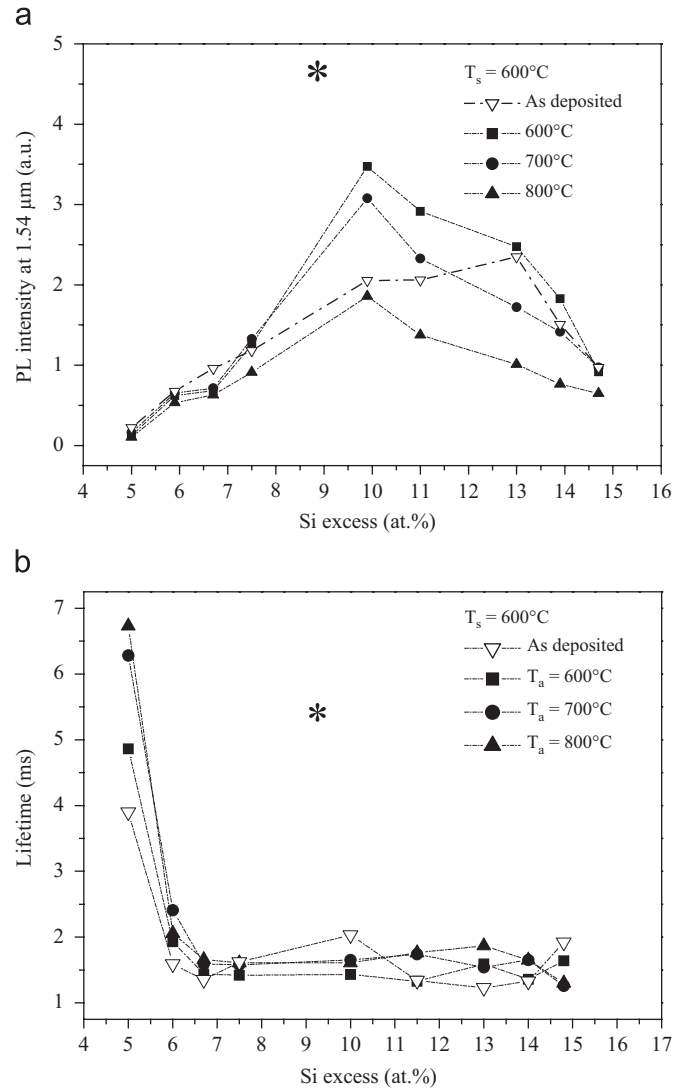 a
5
4
3
2
1
0
PL intensity at 1.54 μm (a.u.)
*
T_s = 600°C
As deposited
600°C
700°C
800°C
4 5 6 7 8 9 10 11 12 13 14 15 16
Si excess (at.%)
b
7
6
5
4
3
2
1
Lifetime (ms)
*
T_s = 600°C
As deposited
T_a = 600°C
T_a = 700°C
T_a = 800°C
4 5 6 7 8 9 10 11 12 13 14 15 16 17
Si excess (at.%)